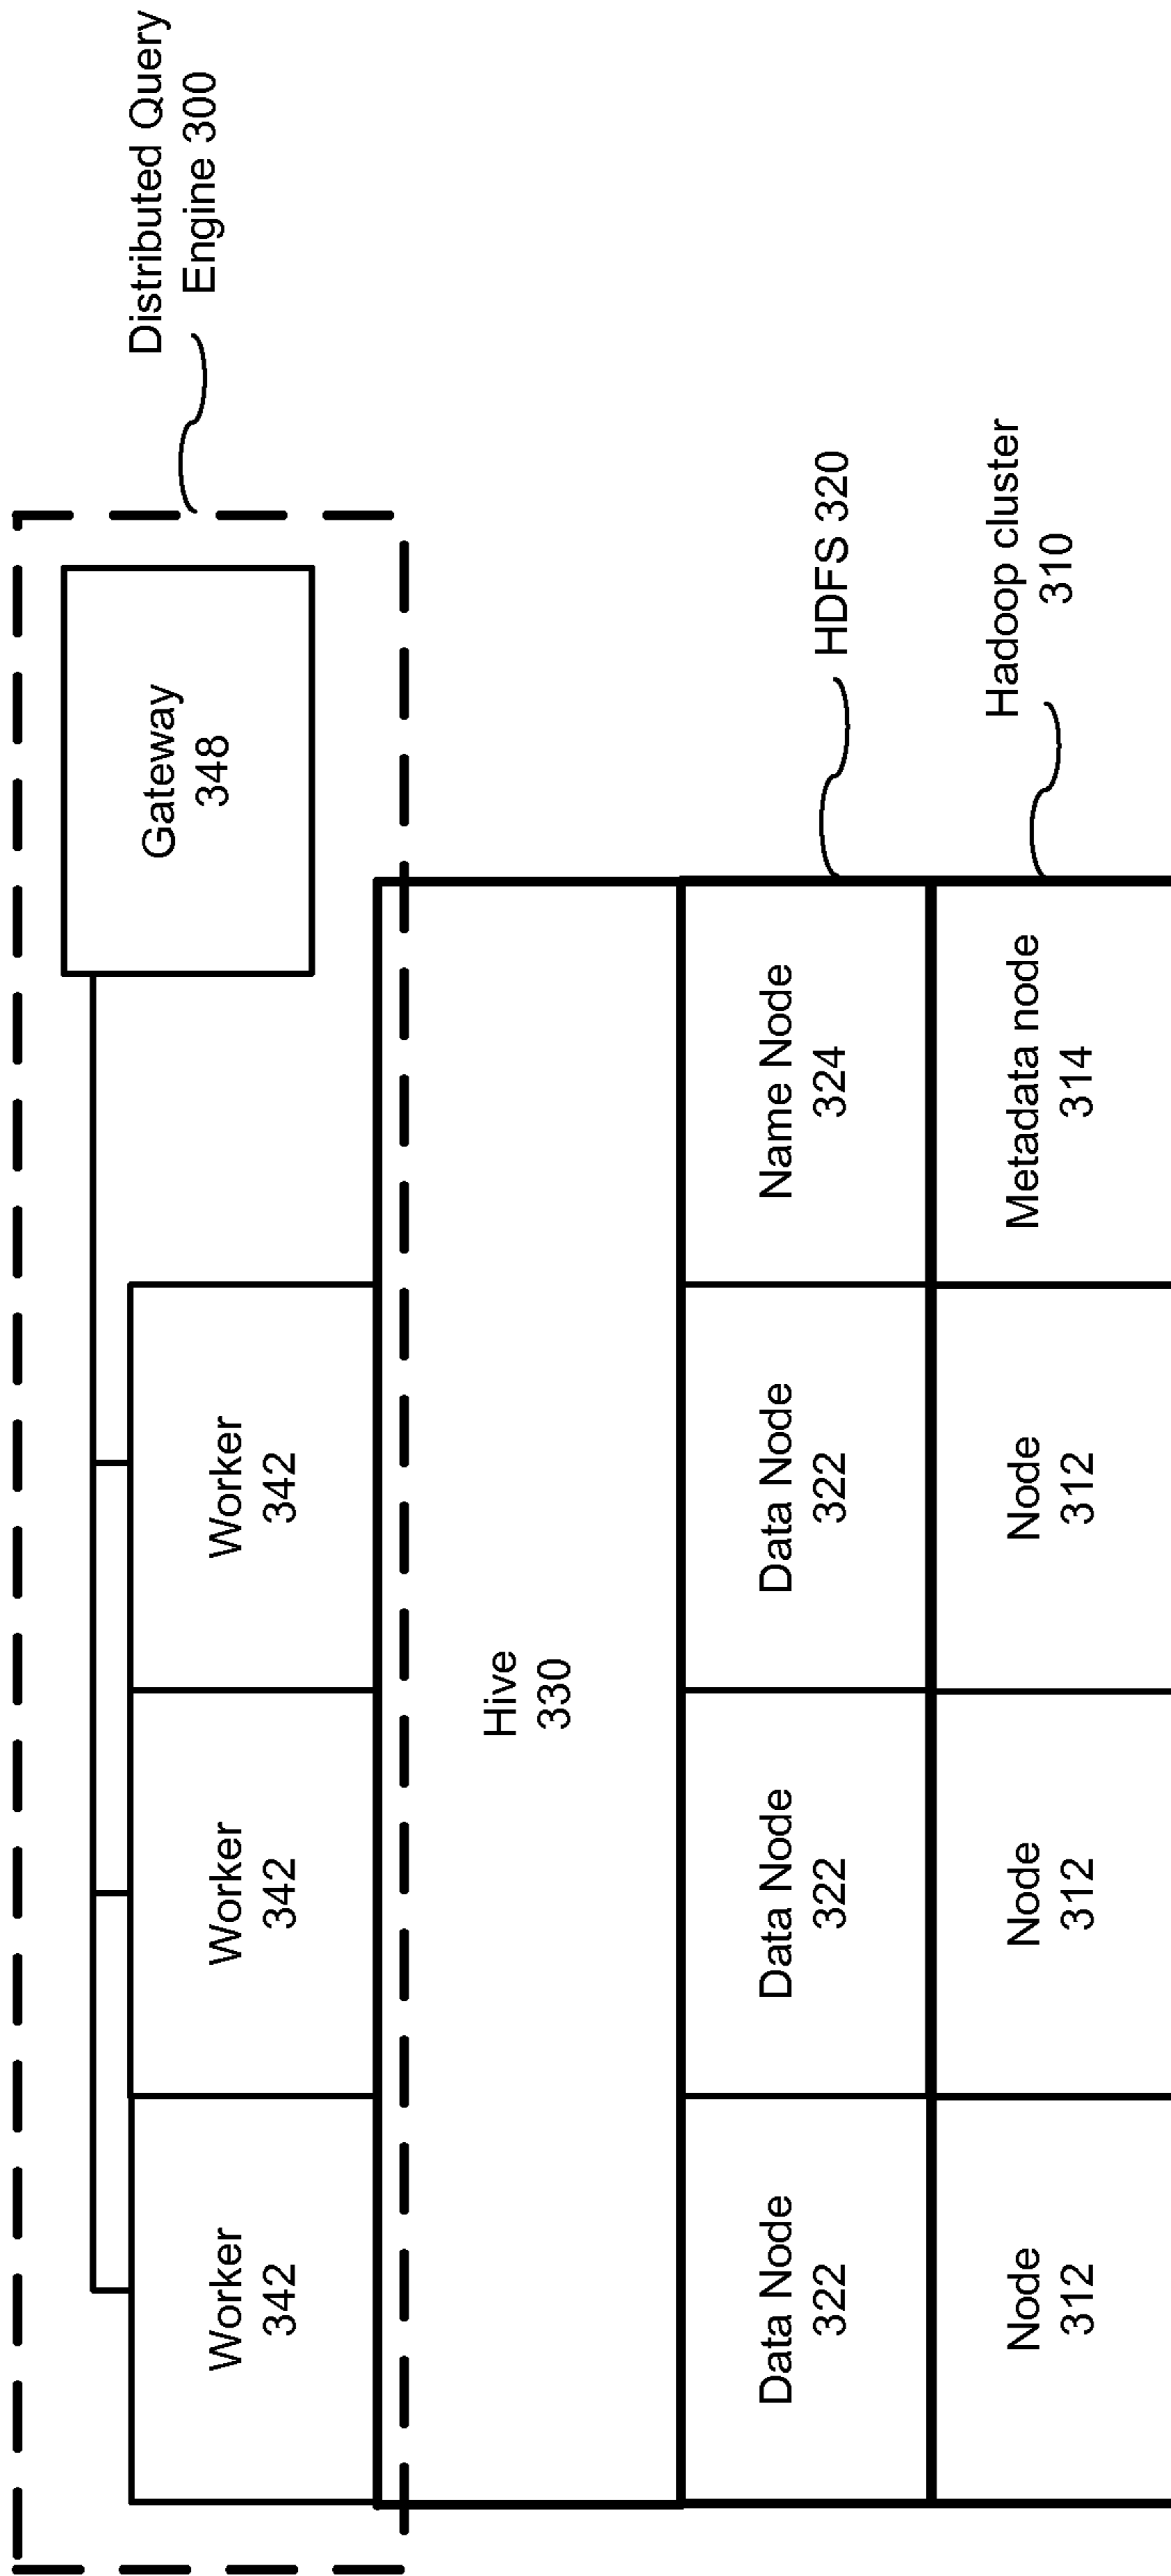 Distributed Query
Engine 300
Gateway
348
Worker
342
Worker
342
Worker
342
Hive
330
HDFS 320
Data Node
322
Data Node
322
Data Node
322
Name Node
324
Hadoop cluster
310
Node
312
Node
312
Node
312
Metadata node
314